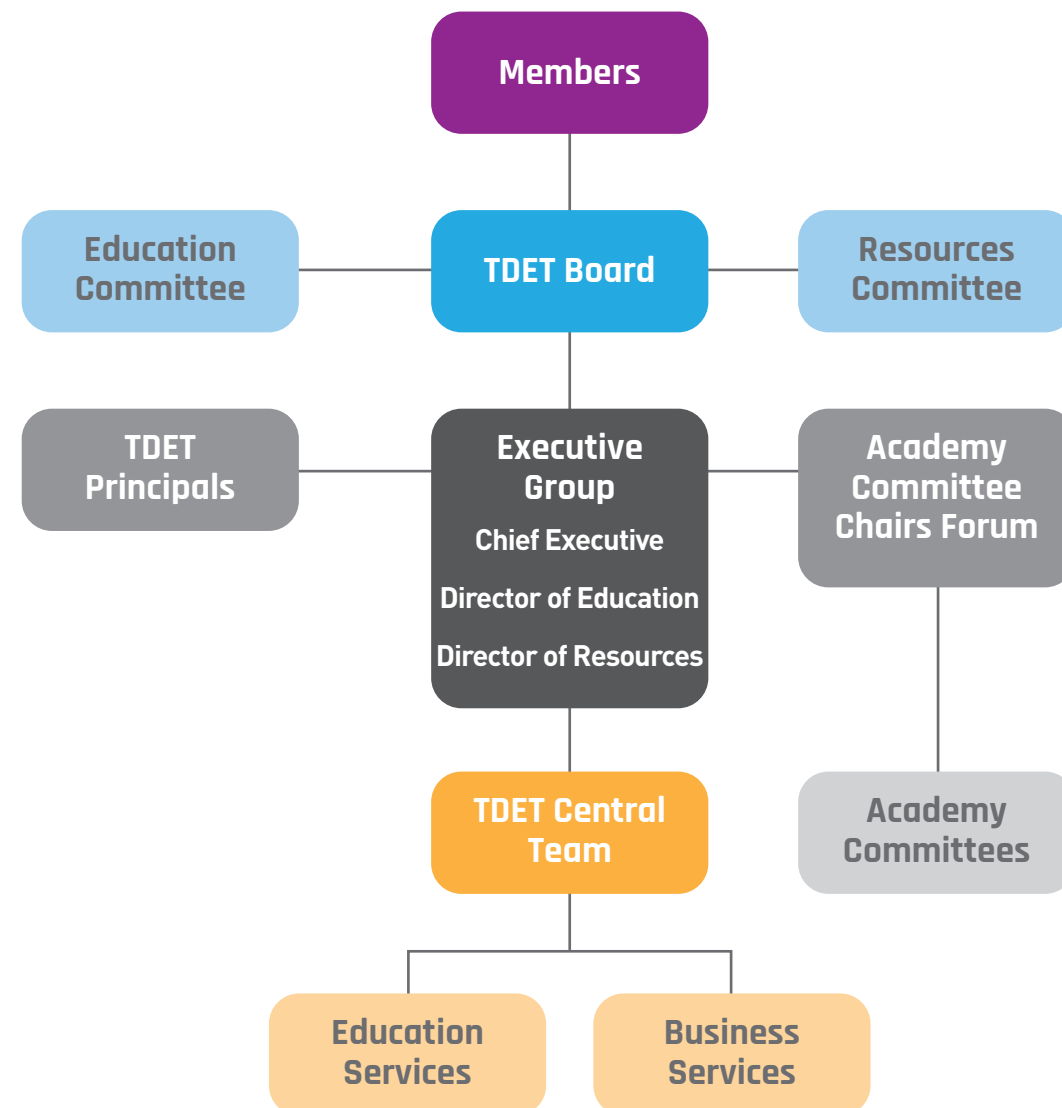 Members
Education
Committee
TDET Board
Resources
Committee
TDET
Principals
Executive
Group
Chief Executive
Director of Education
Director of Resources
Academy
Committee
Chairs Forum
TDET Central
Team
Academy
Committees
Education
Services
Business
Services